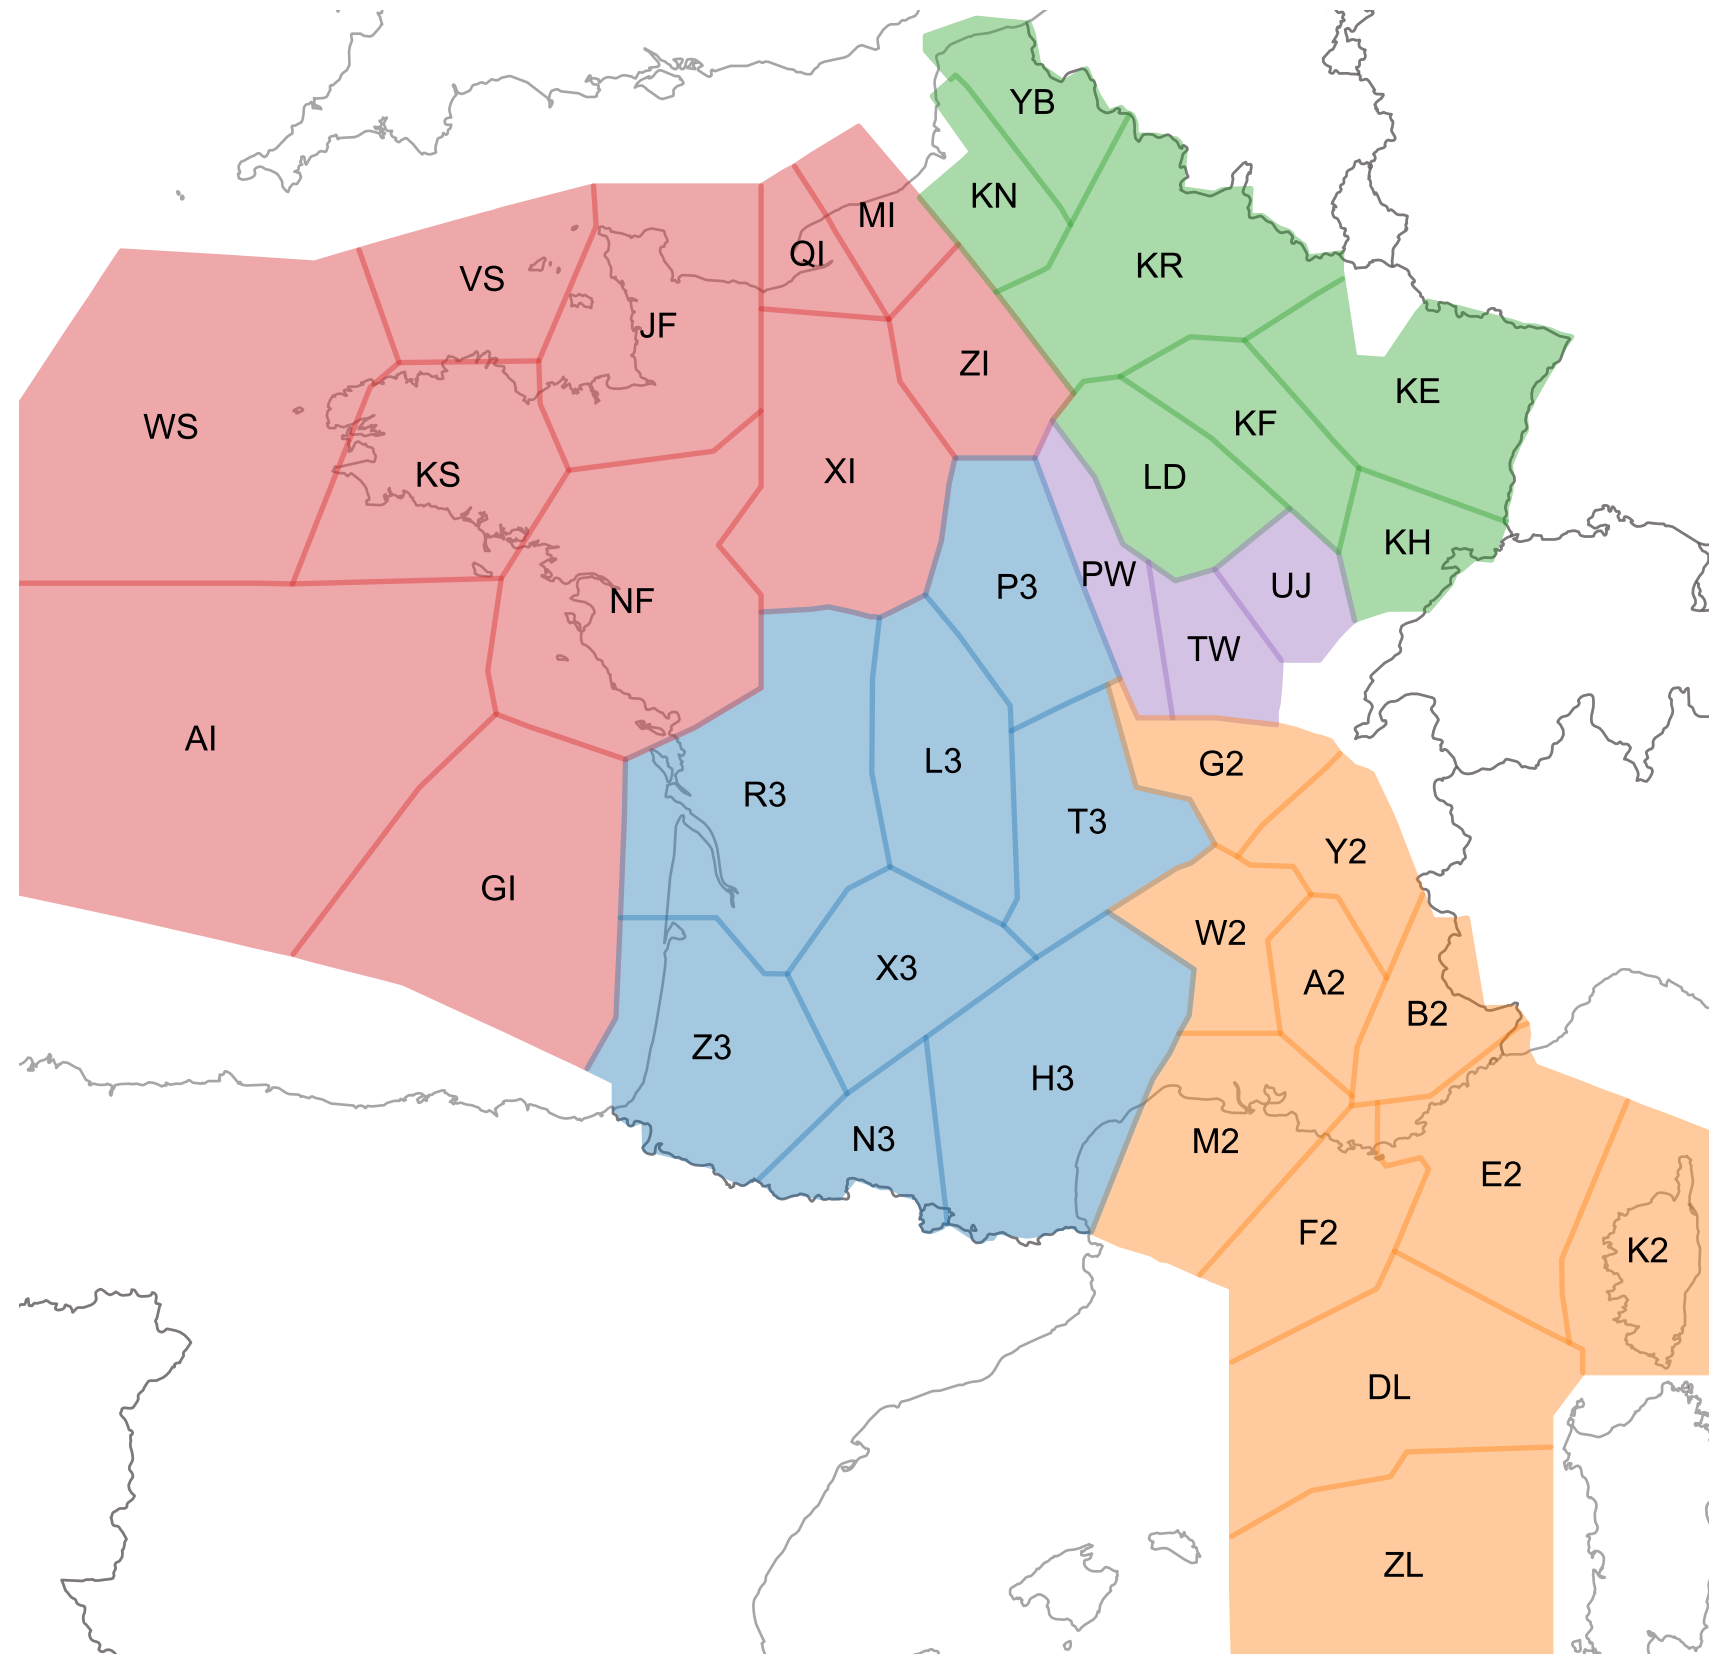 YB
KN
MI
QI
KR
VS
JF
ZI
KE
WS
KF
XI
KS
LD
KH
PW
P3
UJ
NF
TW
AI
L3
G2
R3
T3
Y2
GI
W2
X3
A2
B2
Z3
H3
N3
M2
E2
F2
K2
DL
ZL